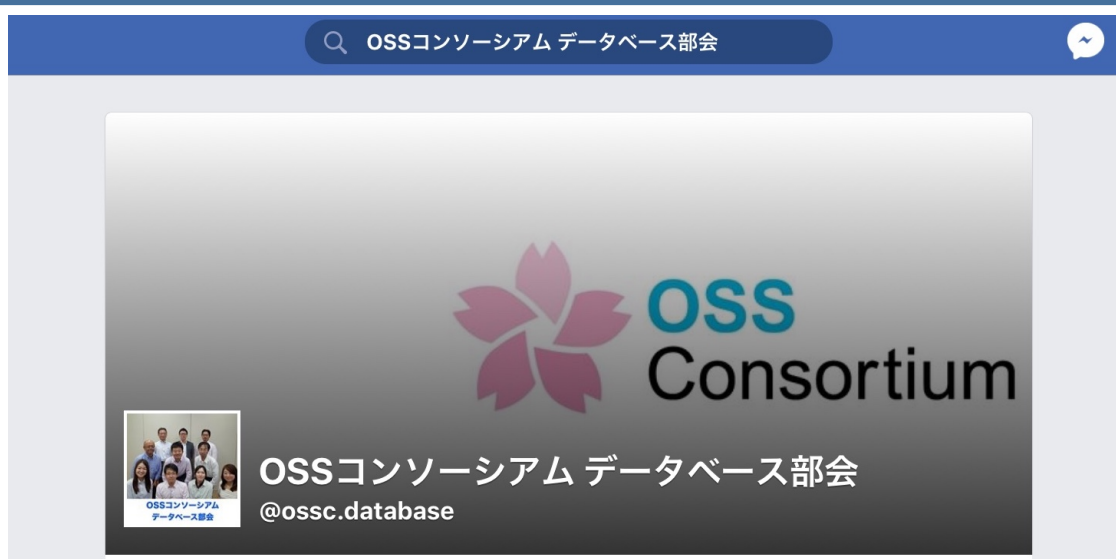 OSSコンソーシアム データベース部会
OSS
Consortium
OSSコンソーシアム
データベース部会
OSSコンソーシアム データベース部会
@ossc.database